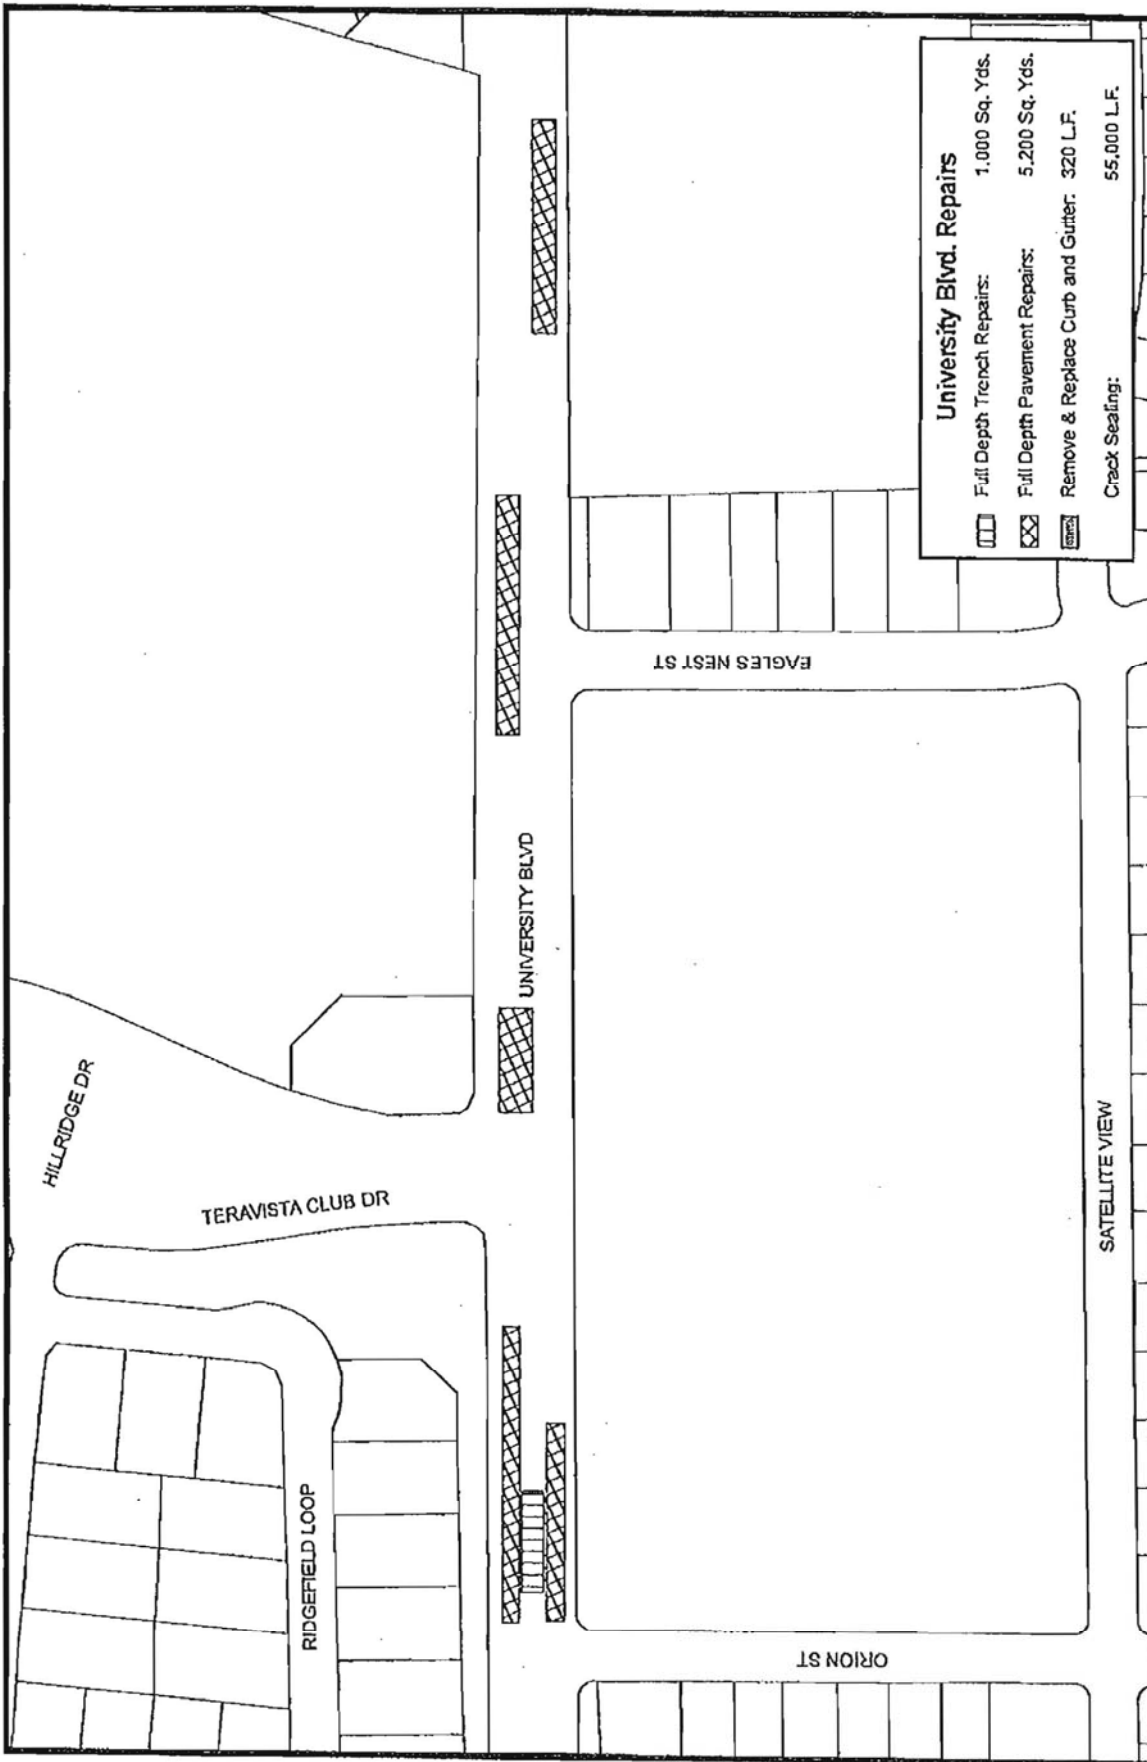 HILLRIDGE DR
TERAVISTA CLUB DR
RIDGEFIELD LOOP
UNIVERSITY BLVD
EAGLES NEST ST
ORION ST
SATELLITE VIEW
University Blvd. Repairs
Full Depth Trench Repairs: 1,000 Sq. Yds.
Full Depth Pavement Repairs: 5,200 Sq. Yds.
Remove & Replace Curb and Gutter: 320 L.F.
Crack Sealing: 55,000 L.F.